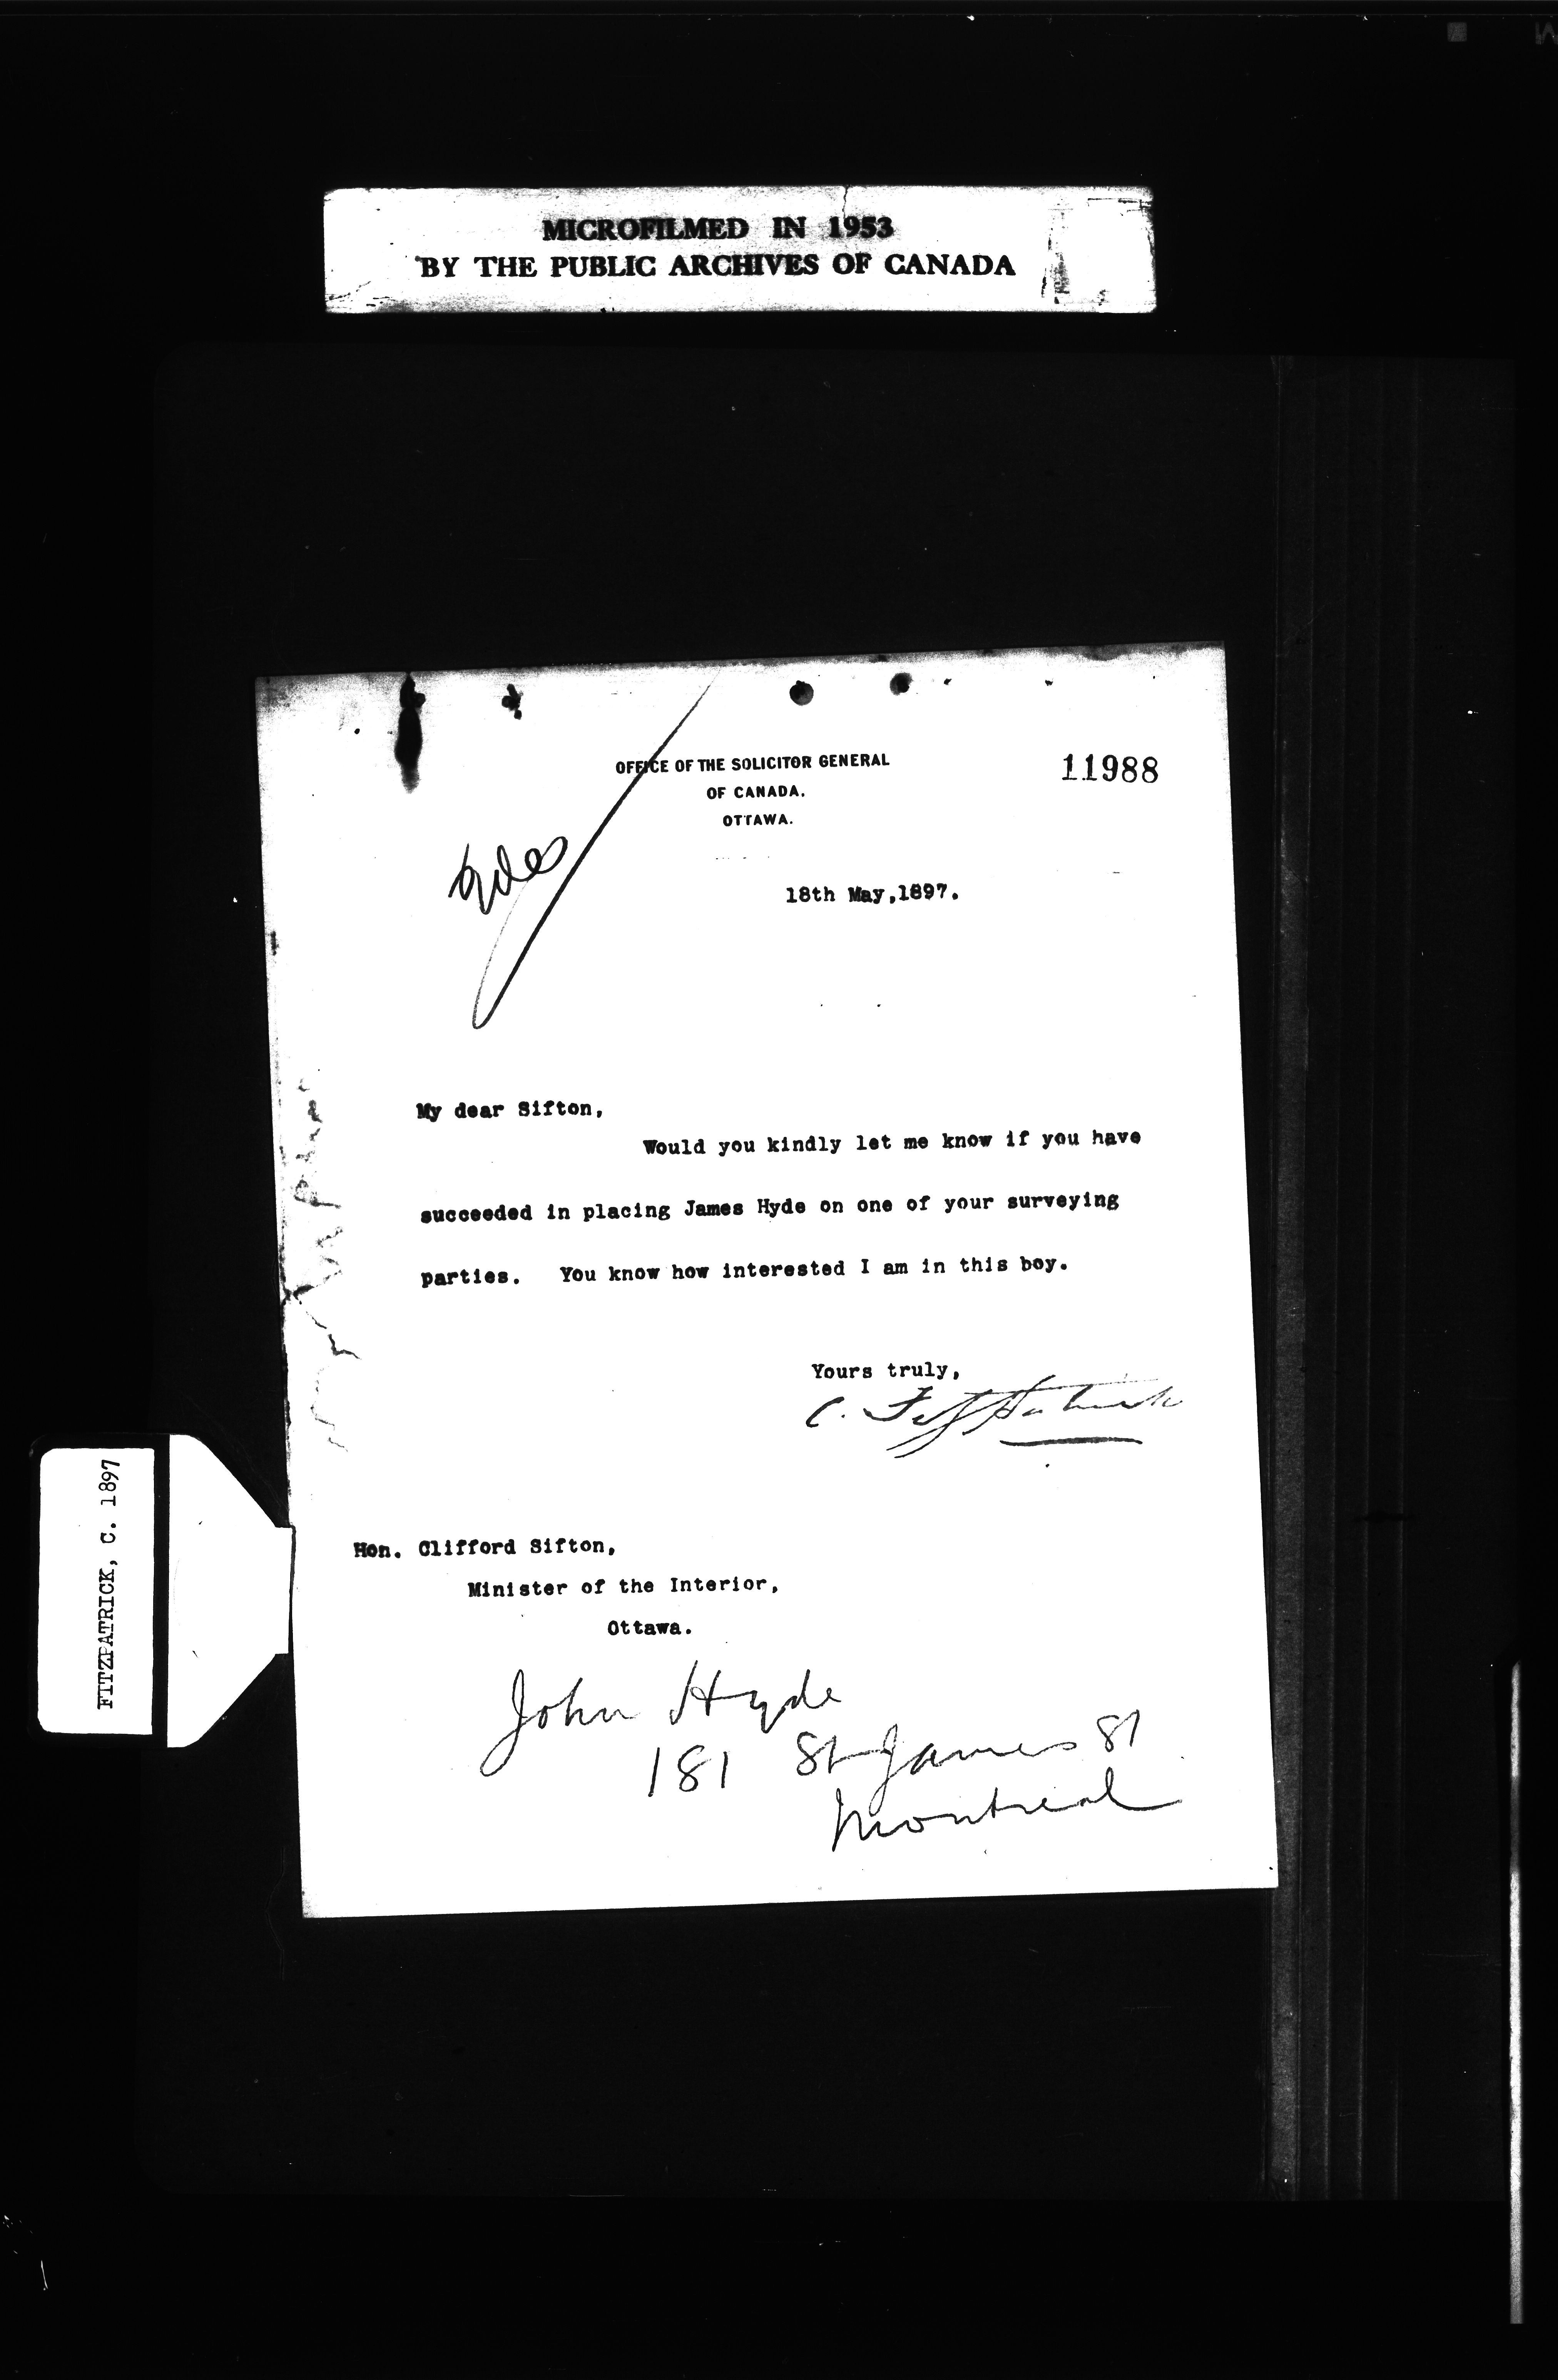 MICROFILMED IN 1953
BY THE PUBLIC ARCHIVES OF CANADA
OFFICE OF THE SOLICITOR GENERAL
OF CANADA.
OTTAWA.
11988
18th May,1897.
My dear Sifton,
Would you kindly let me know if you have
succeeded in placing James Hyde on one of your surveying
parties. You know how interested I am in this boy.
Yours truly,
C. Fitzpatrick
FITZPATRICK, C. 1897
Hon. Clifford Sifton,
Minister of the Interior,
Ottawa.
John Hyde
181 St James St
Montreal